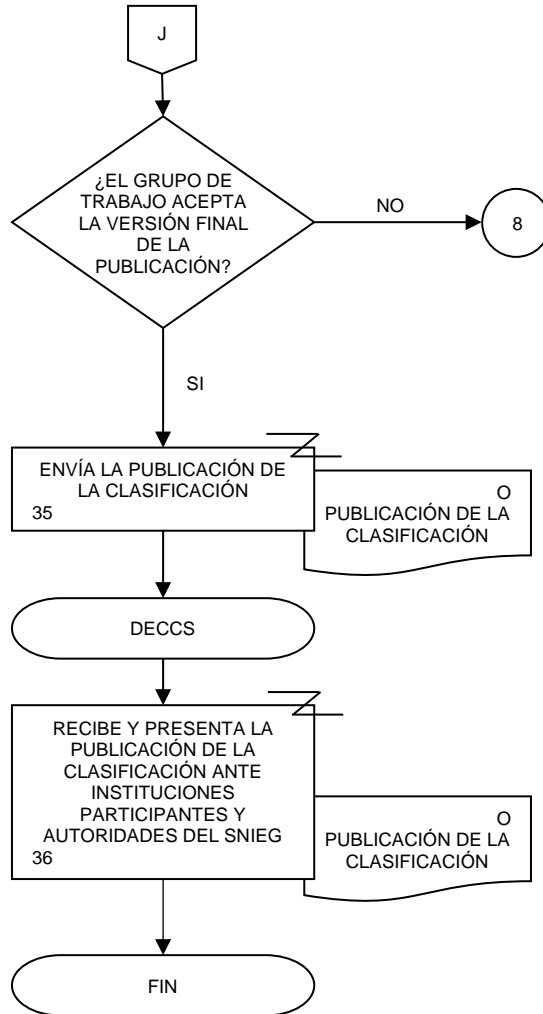 J
¿EL GRUPO DE
TRABAJO ACEPTA
LA VERSIÓN FINAL
DE LA
PUBLICACIÓN?
NO
8
SI
ENVÍA LA PUBLICACIÓN DE
LA CLASIFICACIÓN
35
O
PUBLICACIÓN DE LA
CLASIFICACIÓN
DECCS
RECIBE Y PRESENTA LA
PUBLICACIÓN DE LA
CLASIFICACIÓN ANTE
INSTITUCIONES
PARTICIPANTES Y
AUTORIDADES DEL SNIEG
36
O
PUBLICACIÓN DE LA
CLASIFICACIÓN
FIN